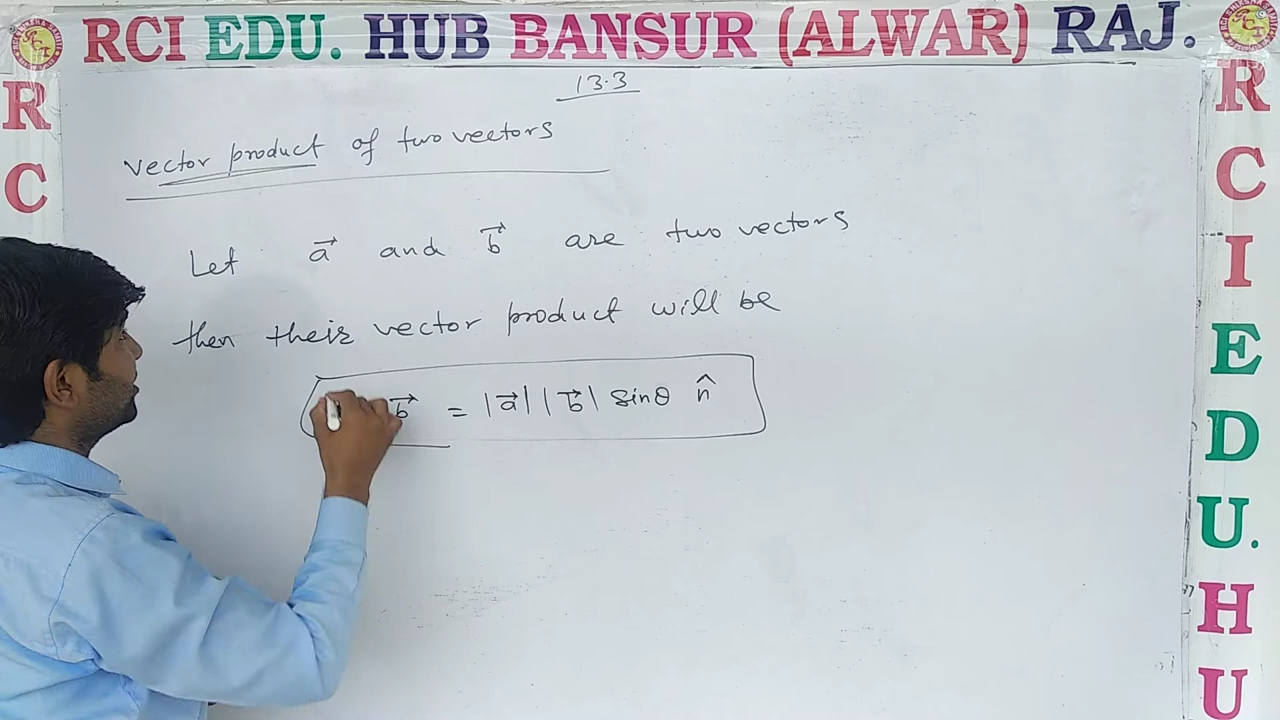 RCI EDU. HUB BANSUR (ALWAR) RAJ.
13.3
vector product of two vectors
Let a⃗ and b⃗ are two vectors
then their vector product will be
b⃗ = |a⃗| |b⃗| sinθ n̂
R
C
R
C
I
E
D
U.
H
U